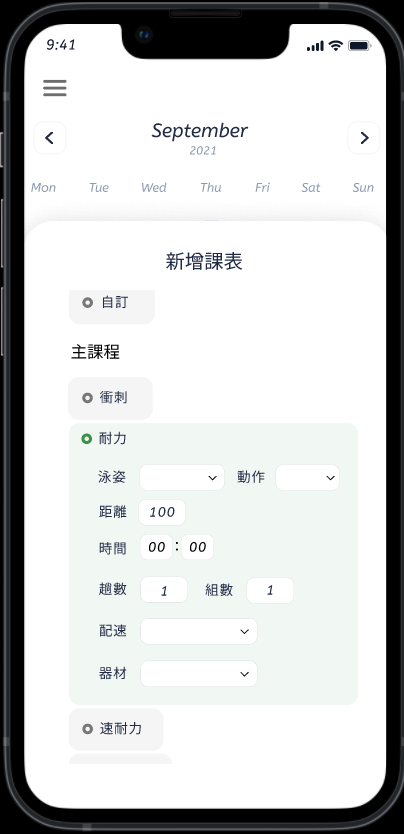 9:41
September
2021
Mon Tue Wed Thu Fri Sat Sun
新增課表
自訂
主課程
衝刺
耐力
泳姿 動作
距離 100
時間 00 : 00
趟數 1 組數 1
配速
器材
速耐力